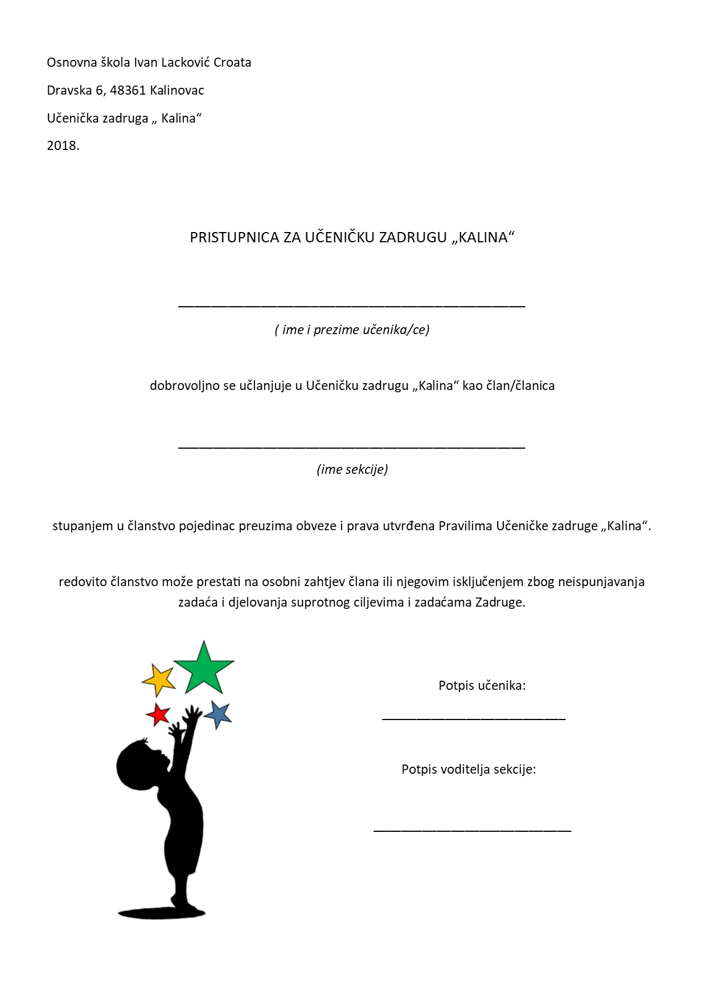 Osnovna škola Ivan Lacković Croata
Dravska 6, 48361 Kalinovac
Učenička zadruga „ Kalina“
2018.
PRISTUPNICA ZA UČENIČKU ZADRUGU „KALINA“
( ime i prezime učenika/ce)
dobrovoljno se učlanjuje u Učeničku zadrugu „Kalina“ kao član/članica
(ime sekcije)
stupanjem u članstvo pojedinac preuzima obveze i prava utvrđena Pravilima Učeničke zadruge „Kalina“.
redovito članstvo može prestati na osobni zahtjev člana ili njegovim isključenjem zbog neispunjavanja
zadaća i djelovanja suprotnog ciljevima i zadaćama Zadruge.
Potpis učenika:
Potpis voditelja sekcije: